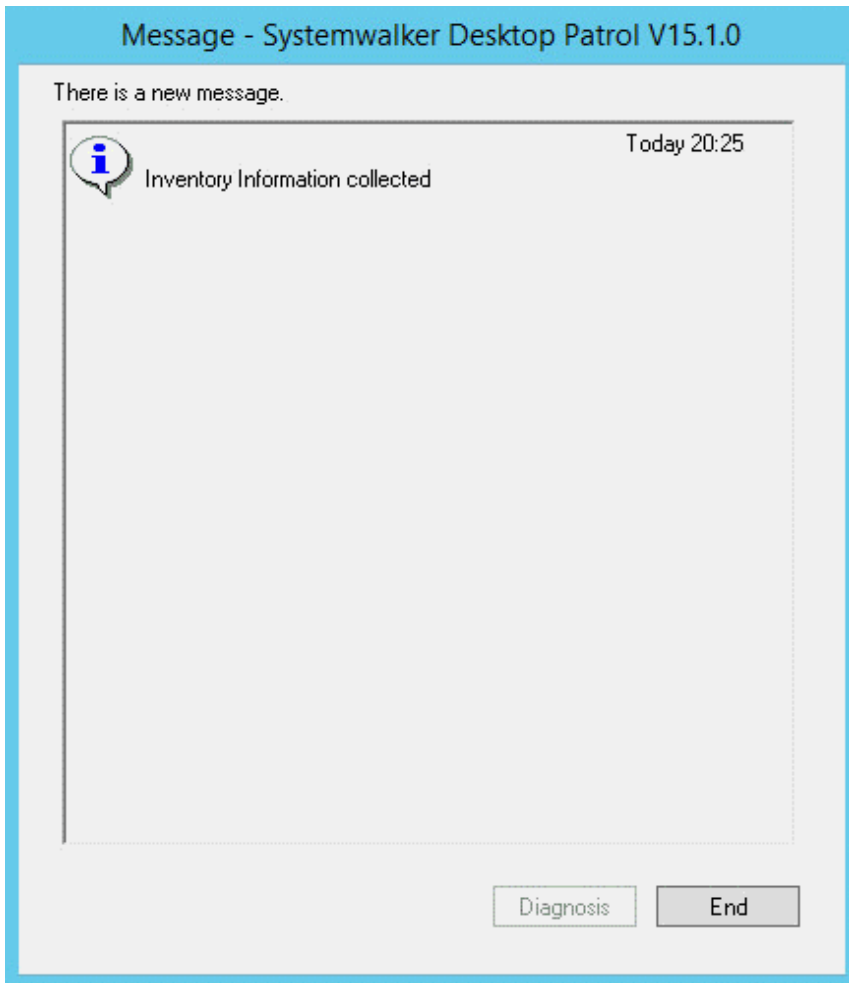 Message - Systemwalker Desktop Patrol V15.1.0
There is a new message.
Today 20:25
Inventory Information collected
Diagnosis
End